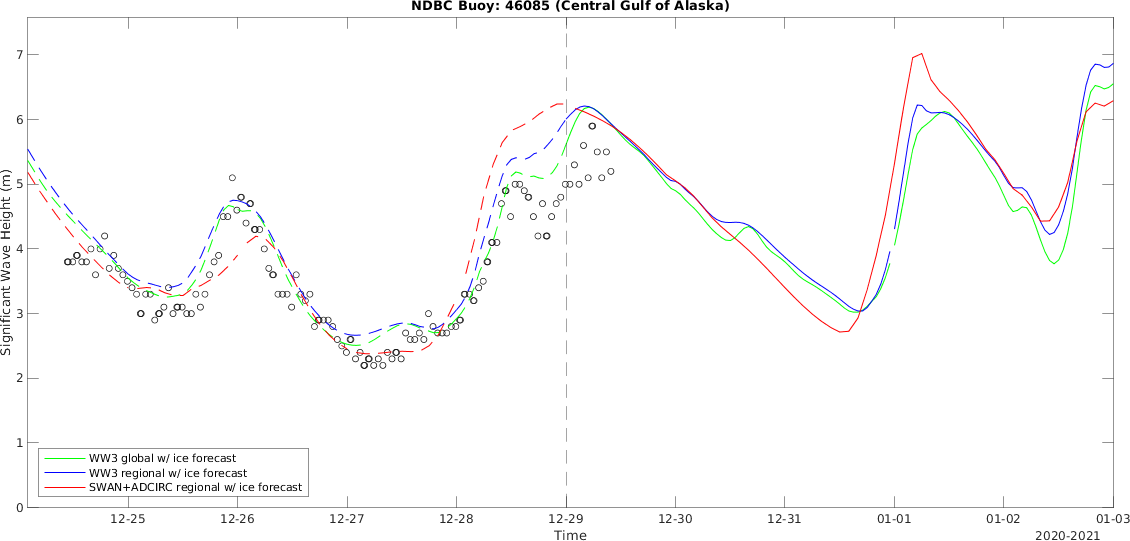 NDBC Buoy: 46085 (Central Gulf of Alaska)
Significant Wave Height (m)
7
6
5
4
3
2
1
0
WW3 global w/ ice forecast
WW3 regional w/ ice forecast
SWAN+ADCIRC regional w/ ice forecast
12-25 12-26 12-27 12-28 12-29 12-30 12-31 01-01 01-02 01-03
Time
2020-2021